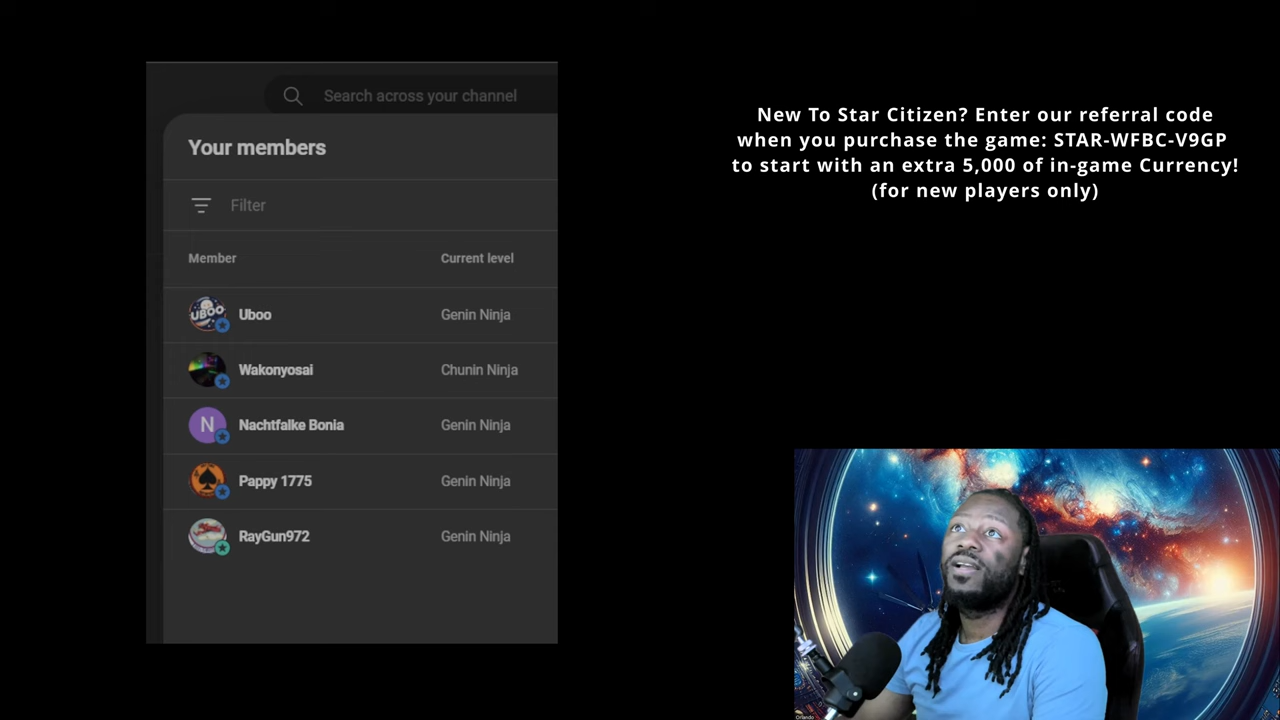 Search across your channel
Your members
Filter
Member Current level
UBOO
Uboo Genin Ninja
Wakonyosai Chunin Ninja
N
Nachtfalke Bonia Genin Ninja
Pappy 1775 Genin Ninja
RayGun972 Genin Ninja
New To Star Citizen? Enter our referral code
when you purchase the game: STAR-WFBC-V9GP
to start with an extra 5,000 of in-game Currency!
(for new players only)
Orlando